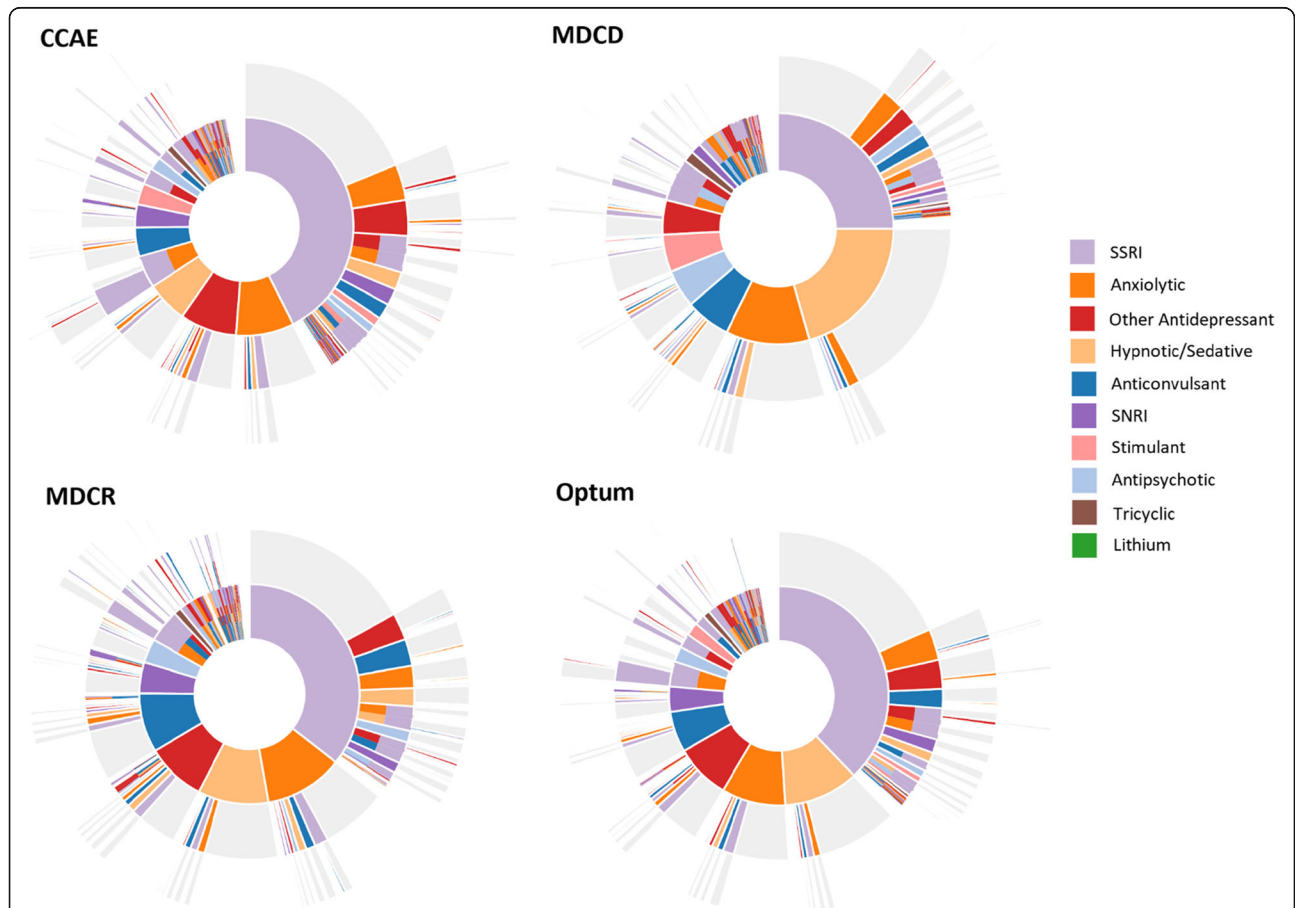 CCAE
MDCD
MDCR
Optum
SSRI
Anxiolytic
Other Antidepressant
Hypnotic/Sedative
Anticonvulsant
SNRI
Stimulant
Antipsychotic
Tricyclic
Lithium